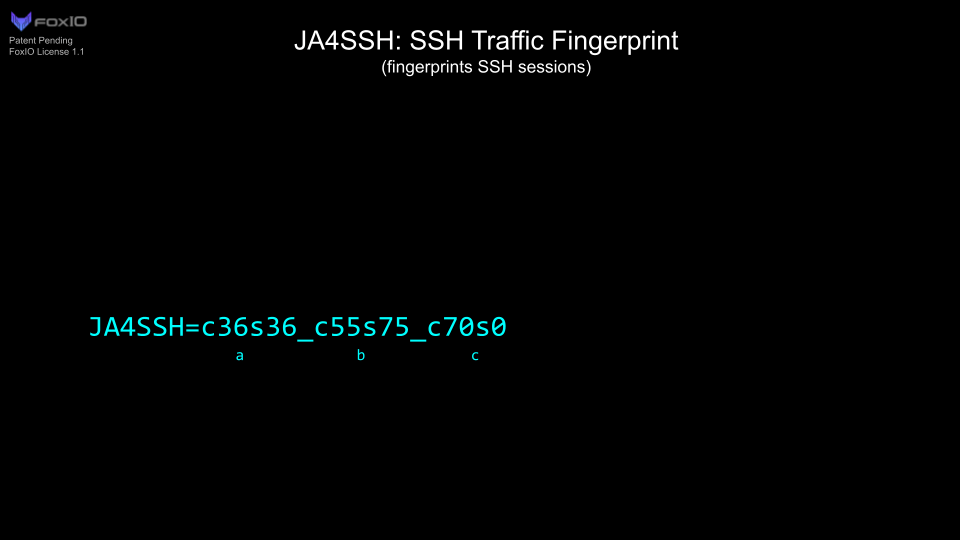 FOXIO
Patent Pending
FoxIO License 1.1
JA4SSH: SSH Traffic Fingerprint
(fingerprints SSH sessions)
JA4SSH=c36s36_c55s75_c70s0
a b c